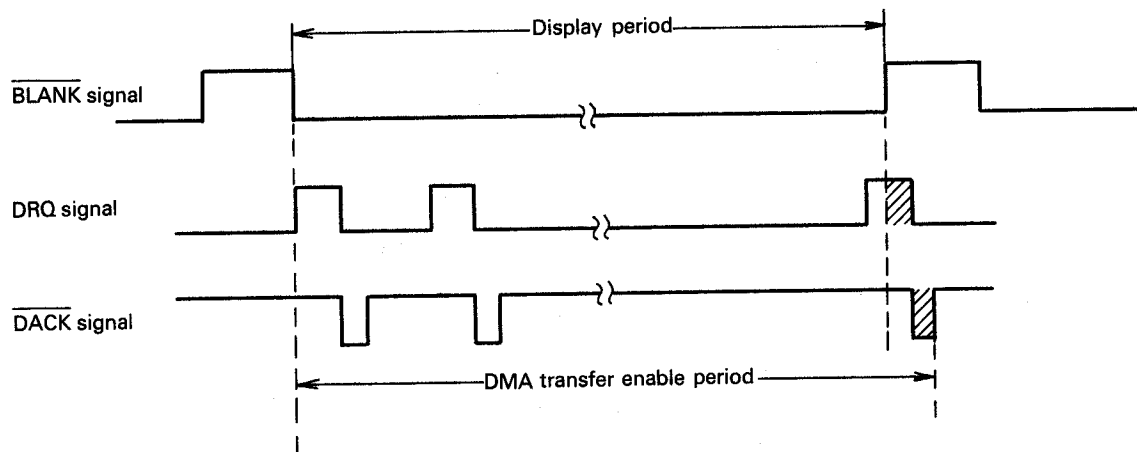 Display period
BLANK signal
DRQ signal
DACK signal
DMA transfer enable period